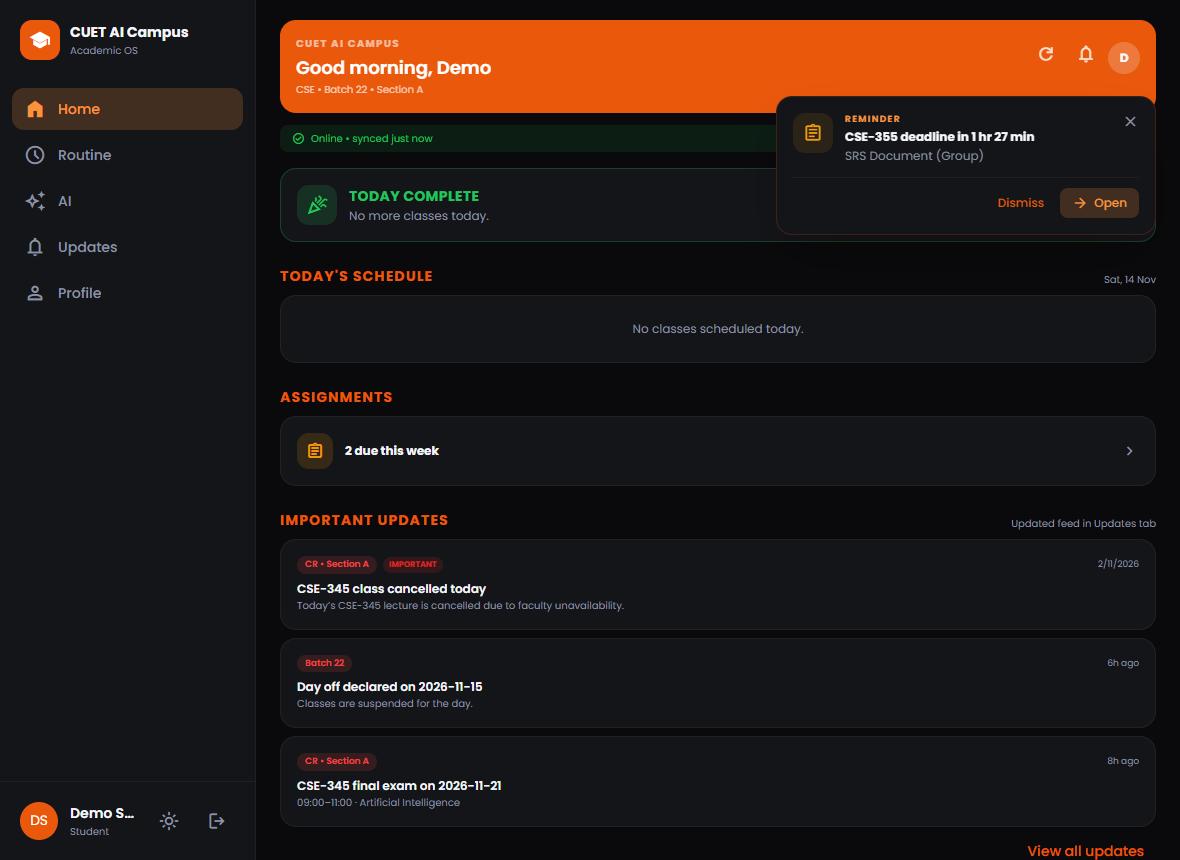 CUET AI Campus
Academic OS
Home
Routine
AI
Updates
Profile
DS
Demo S...
Student
CUET AI CAMPUS
Good morning, Demo
CSE • Batch 22 • Section A
D
REMINDER
CSE-355 deadline in 1 hr 27 min
SRS Document (Group)
Dismiss
Open
Online • synced just now
TODAY COMPLETE
No more classes today.
TODAY'S SCHEDULE
Sat, 14 Nov
No classes scheduled today.
ASSIGNMENTS
2 due this week
IMPORTANT UPDATES
Updated feed in Updates tab
CR • Section A
IMPORTANT
2/11/2026
CSE-345 class cancelled today
Today's CSE-345 lecture is cancelled due to faculty unavailability.
Batch 22
6h ago
Day off declared on 2026-11-15
Classes are suspended for the day.
CR • Section A
8h ago
CSE-345 final exam on 2026-11-21
09:00–11:00 · Artificial Intelligence
View all updates